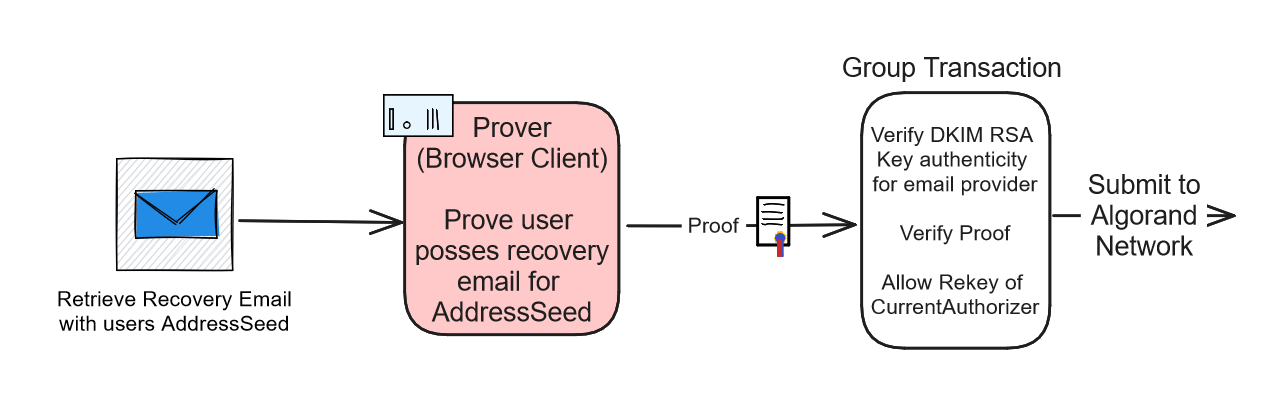 Retrieve Recovery Email
with users AddressSeed
Prover
(Browser Client)
Prove user
posses recovery
email for
AddressSeed
Proof
Group Transaction
Verify DKIM RSA
Key authenticity
for email provider
Verify Proof
Allow Rekey of
CurrentAuthorizer
Submit to
Algorand
Network